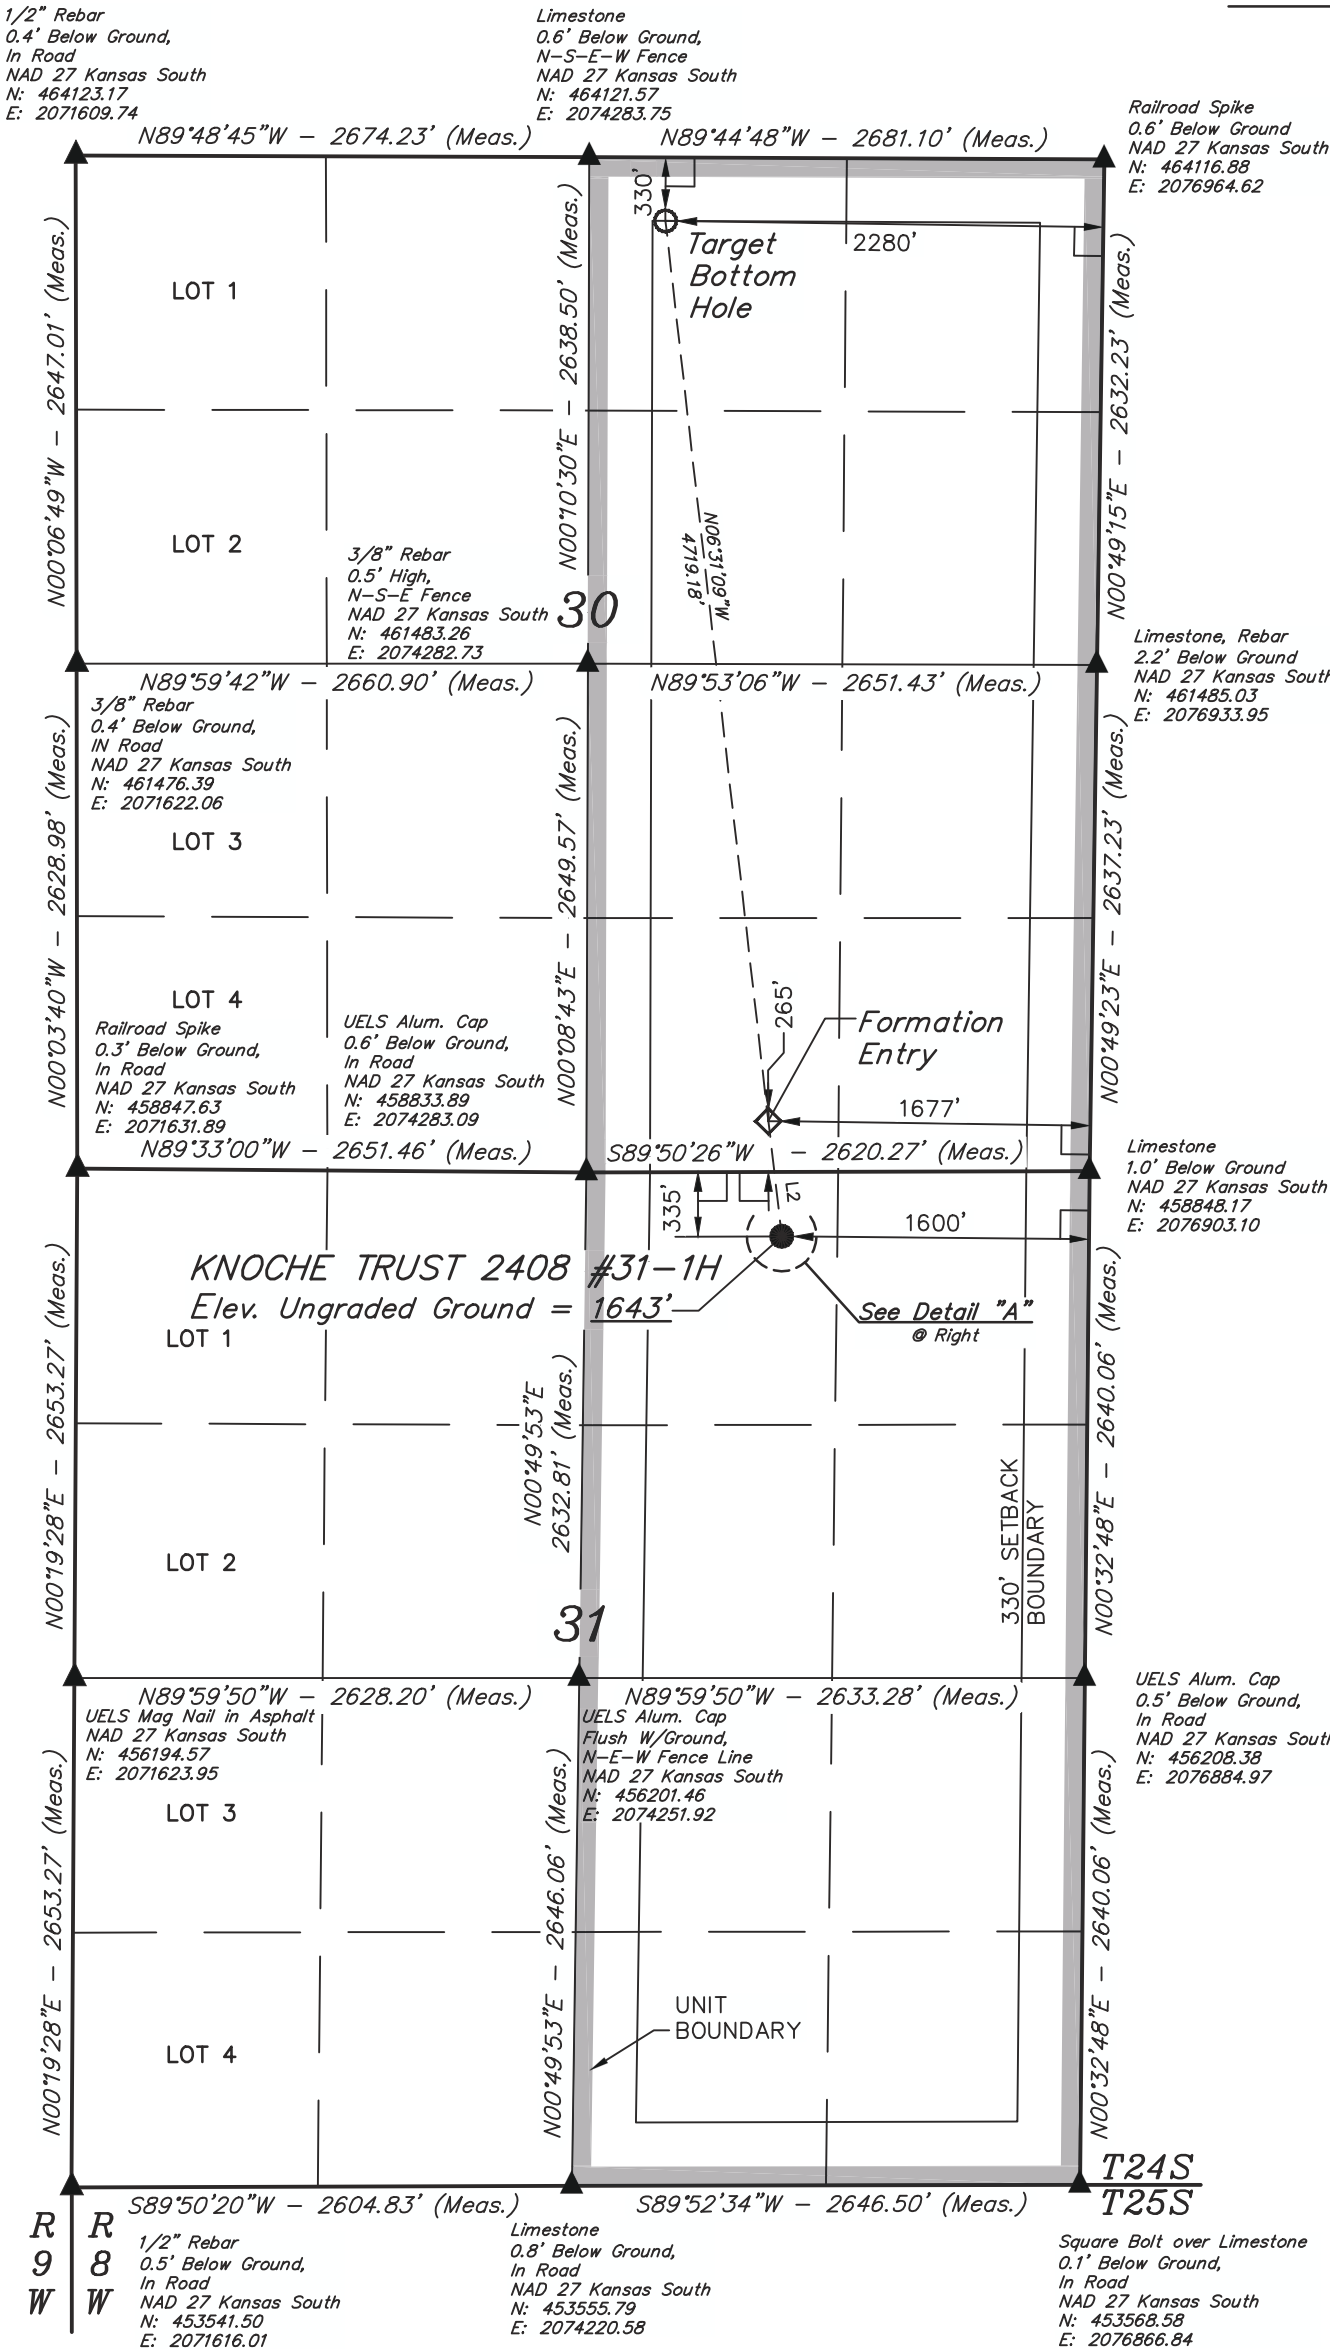 1/2" Rebar
0.4' Below Ground,
In Road
NAD 27 Kansas South
N: 464123.17
E: 2071609.74
Limestone
0.6' Below Ground,
N-S-E-W Fence
NAD 27 Kansas South
N: 464121.57
E: 2074283.75
Railroad Spike
0.6' Below Ground
NAD 27 Kansas South
N: 464116.88
E: 2076964.62
N89°48'45"W - 2674.23' (Meas.)
N89°44'48"W - 2681.10' (Meas.)
330'
Target
Bottom
Hole
2280'
LOT 1
N00°06'49"W - 2647.01' (Meas.)
N00°10'30"E - 2638.50' (Meas.)
N00°49'15"E - 2632.23' (Meas.)
N06°31'09"W
4719.18'
LOT 2
3/8" Rebar
0.5' High,
N-S-E Fence
NAD 27 Kansas South
N: 461483.26
E: 2074282.73
30
Limestone, Rebar
2.2' Below Ground
NAD 27 Kansas South
N: 461485.03
E: 2076933.95
N89°59'42"W - 2660.90' (Meas.)
N89°53'06"W - 2651.43' (Meas.)
3/8" Rebar
0.4' Below Ground,
IN Road
NAD 27 Kansas South
N: 461476.39
E: 2071622.06
LOT 3
N00°03'40"W - 2628.98' (Meas.)
N00°08'43"E - 2649.57' (Meas.)
N00°49'23"E - 2637.23' (Meas.)
LOT 4
265'
Formation
Entry
Railroad Spike
0.3' Below Ground,
In Road
NAD 27 Kansas South
N: 458847.63
E: 2071631.89
UELS Alum. Cap
0.6' Below Ground,
In Road
NAD 27 Kansas South
N: 458833.89
E: 2074283.09
1677'
N89°33'00"W - 2651.46' (Meas.)
S89°50'26"W - 2620.27' (Meas.)
Limestone
1.0' Below Ground
NAD 27 Kansas South
N: 458848.17
E: 2076903.10
335'
L2
1600'
KNOCHE TRUST 2408 #31-1H
Elev. Ungraded Ground = 1643'
See Detail "A"
@ Right
LOT 1
N00°19'28"E - 2653.27' (Meas.)
N00°49'53"E
2632.81' (Meas.)
N00°32'48"E - 2640.06' (Meas.)
330' SETBACK
BOUNDARY
LOT 2
31
N89°59'50"W - 2628.20' (Meas.)
N89°59'50"W - 2633.28' (Meas.)
UELS Mag Nail in Asphalt
NAD 27 Kansas South
N: 456194.57
E: 2071623.95
UELS Alum. Cap
Flush W/Ground,
N-E-W Fence Line
NAD 27 Kansas South
N: 456201.46
E: 2074251.92
UELS Alum. Cap
0.5' Below Ground,
In Road
NAD 27 Kansas South
N: 456208.38
E: 2076884.97
LOT 3
N00°19'28"E - 2653.27' (Meas.)
N00°49'53"E - 2646.06' (Meas.)
N00°32'48"E - 2640.06' (Meas.)
UNIT
BOUNDARY
LOT 4
T24S
T25S
S89°50'20"W - 2604.83' (Meas.)
S89°52'34"W - 2646.50' (Meas.)
R R
9 8
W W
1/2" Rebar
0.5' Below Ground,
In Road
NAD 27 Kansas South
N: 453541.50
E: 2071616.01
Limestone
0.8' Below Ground,
In Road
NAD 27 Kansas South
N: 453555.79
E: 2074220.58
Square Bolt over Limestone
0.1' Below Ground,
In Road
NAD 27 Kansas South
N: 453568.58
E: 2076866.84